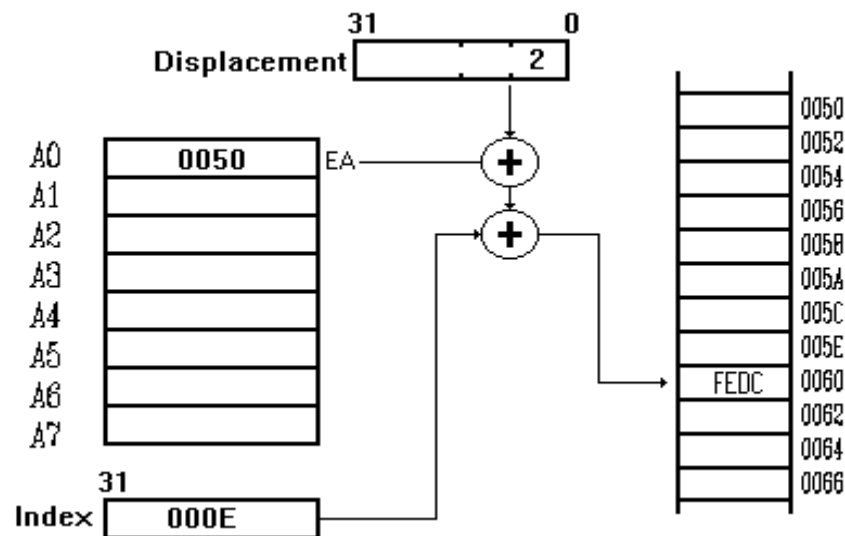 31 0
Displacement 2
A0 0050 EA
A1
A2
A3
A4
A5
A6
A7
31
Index 000E
+
+
0050
0052
0054
0056
0058
005A
005C
005E
FEDC 0060
0062
0064
0066